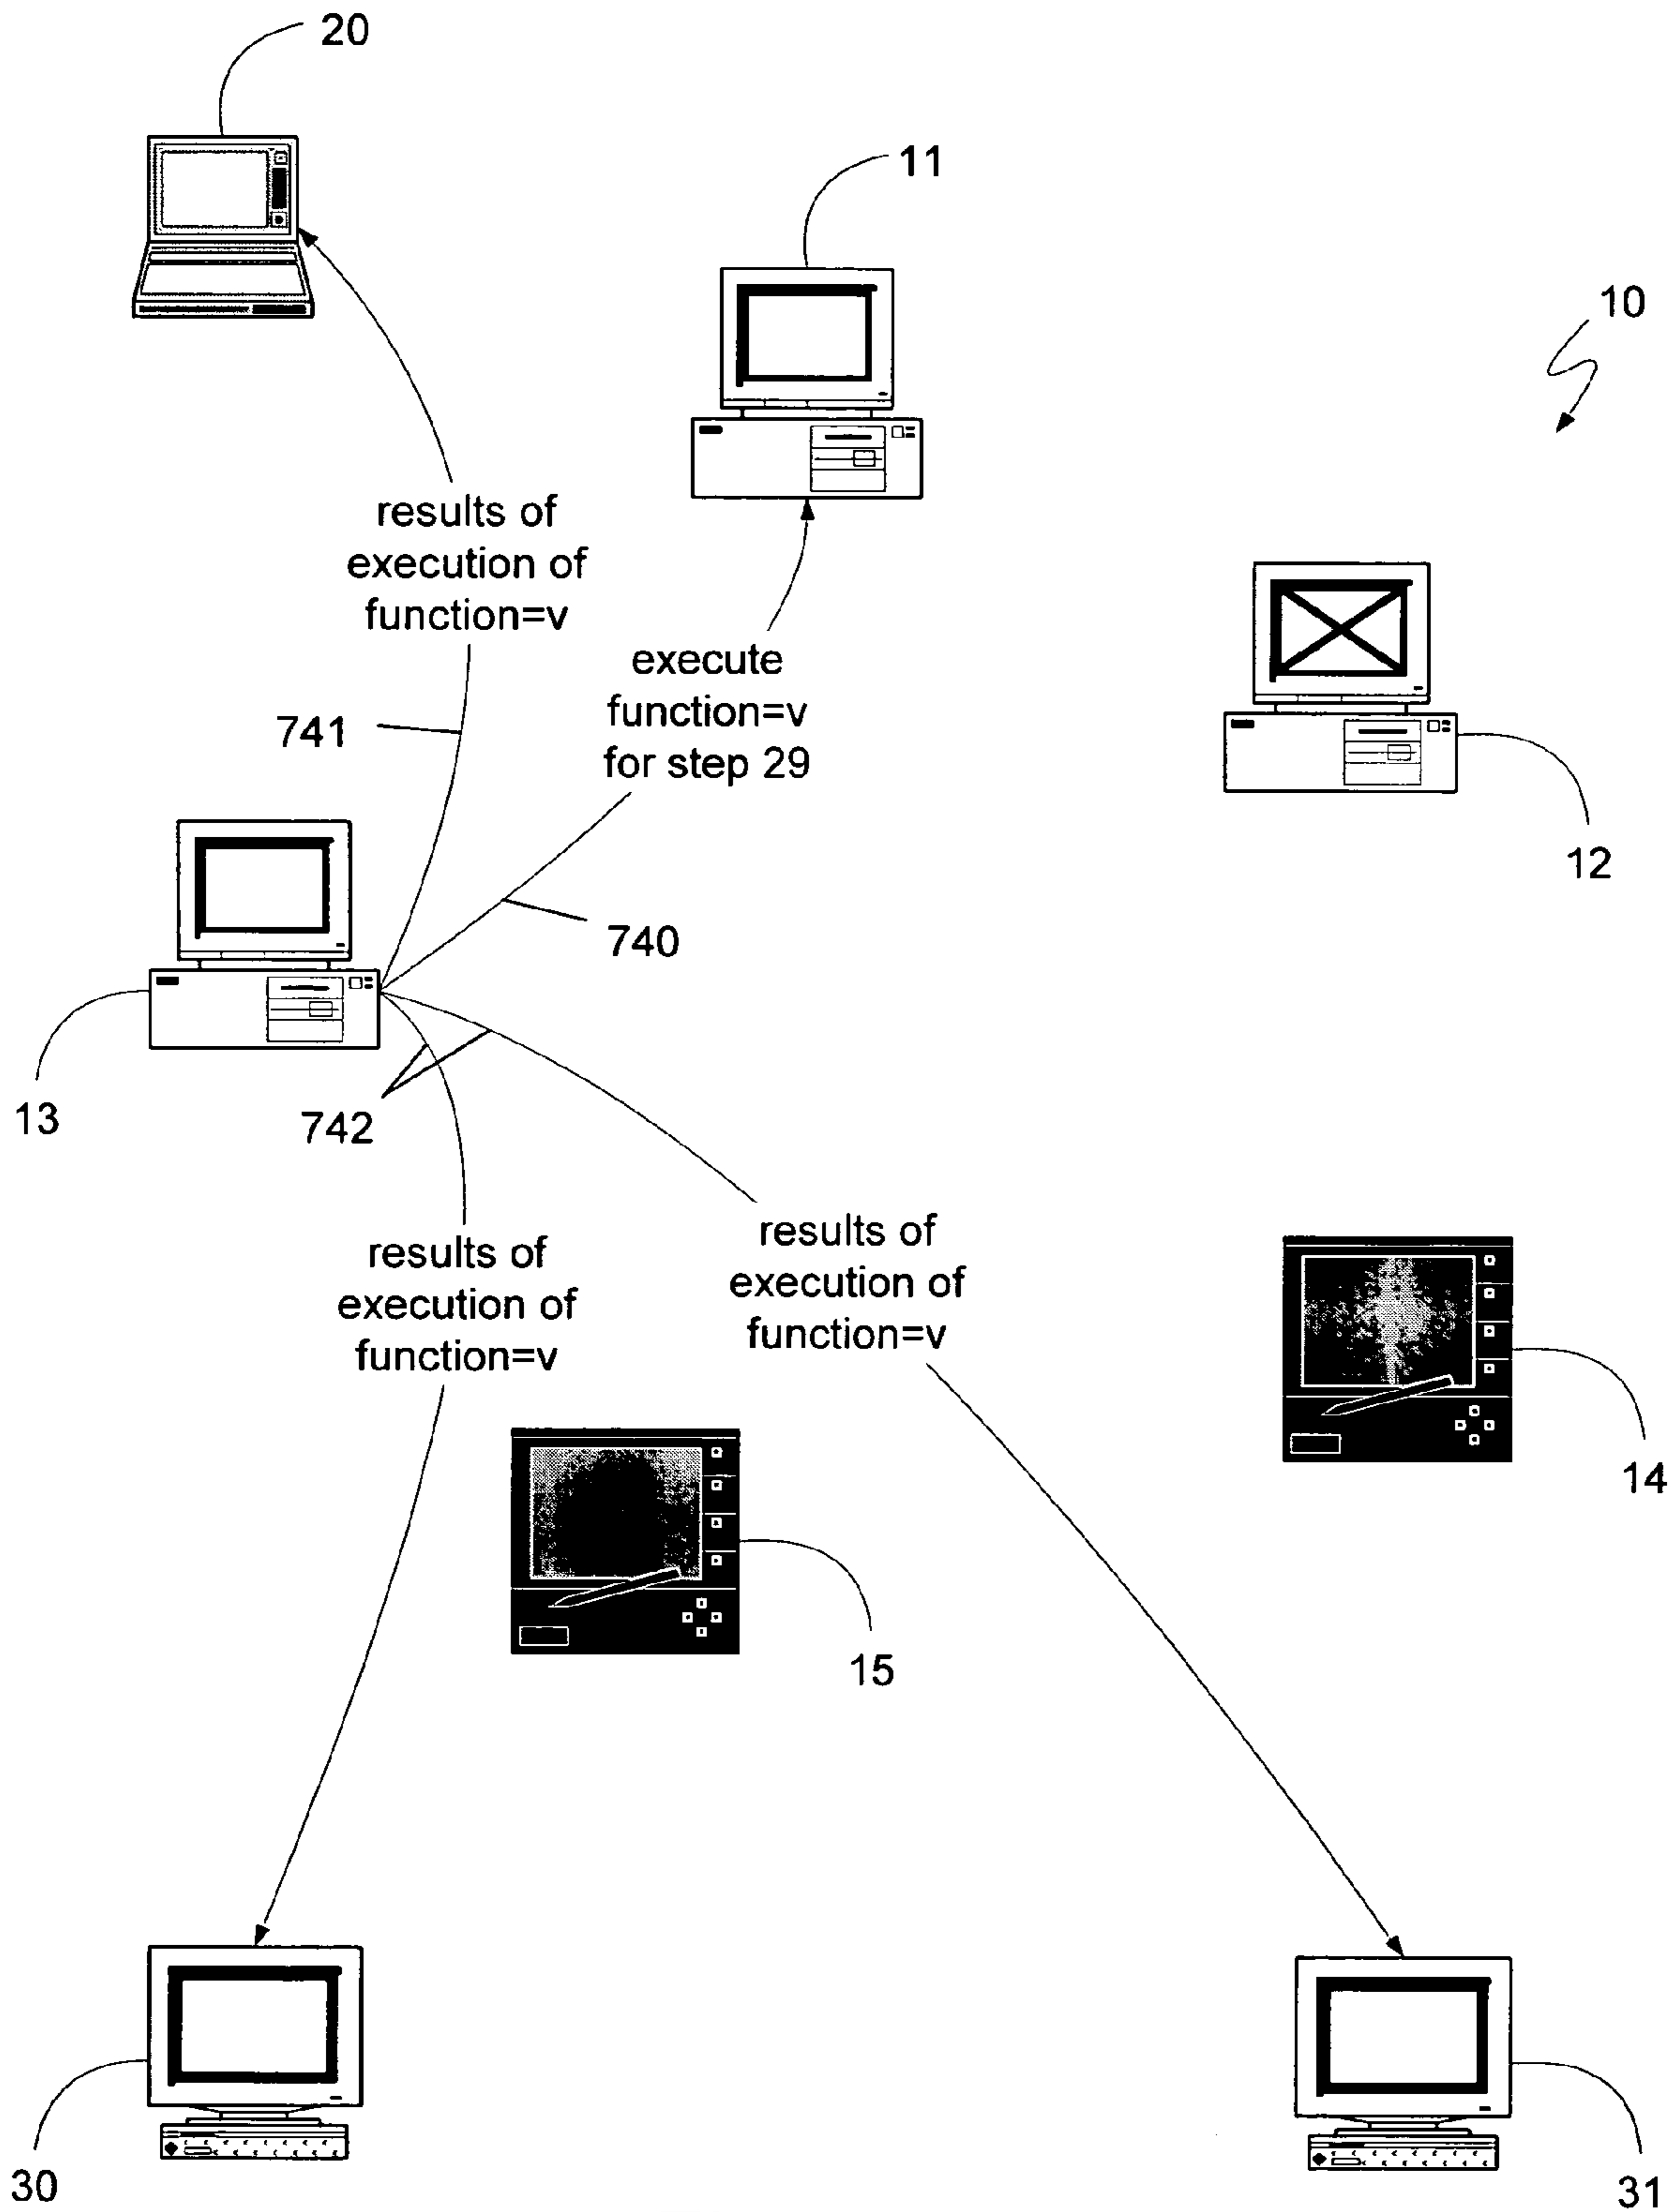 20
11
10
results of
execution of
function=v
execute
function=v
for step 29
741
12
740
13
742
results of
execution of
function=v
results of
execution of
function=v
14
15
30
31